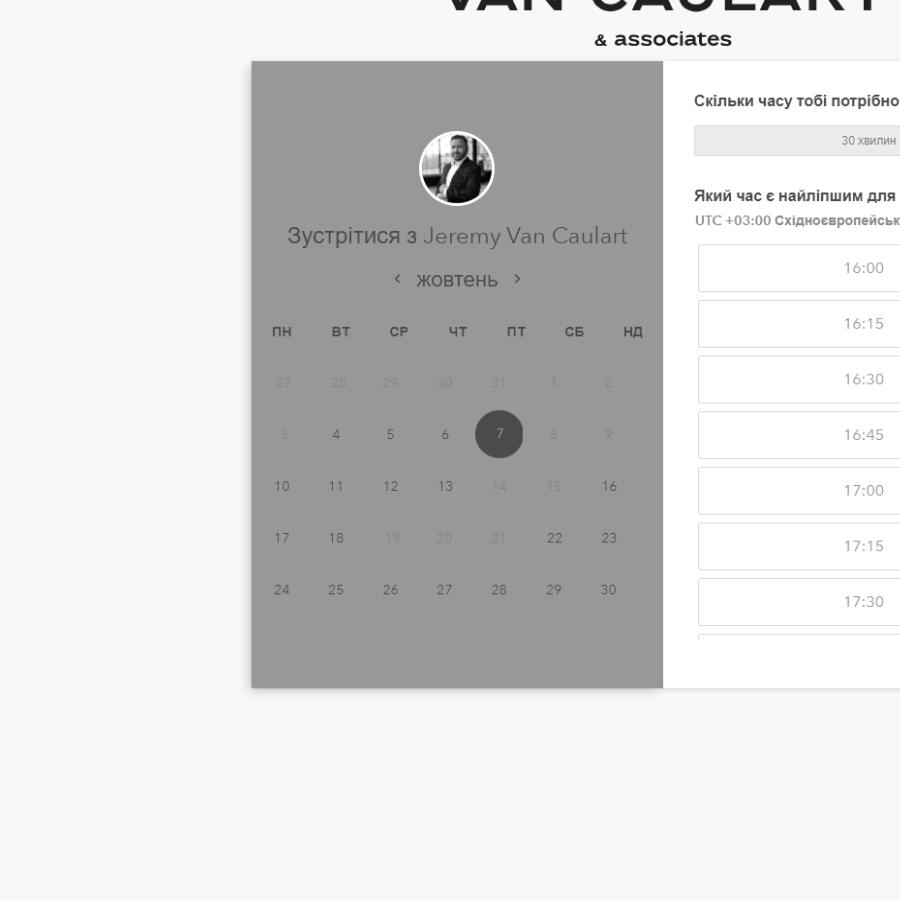 VAN CAULART
& associates
Зустрітися з Jeremy Van Caulart
жовтень
ПН ВТ СР ЧТ ПТ СБ НД
27 28 29 30 31 1 2
3 4 5 6 7 8 9
10 11 12 13 14 15 16
17 18 19 20 21 22 23
24 25 26 27 28 29 30
Скільки часу тобі потрібно
30 хвилин
Який час є найліпшим для
UTC +03:00 Східноєвропейськ
16:00
16:15
16:30
16:45
17:00
17:15
17:30